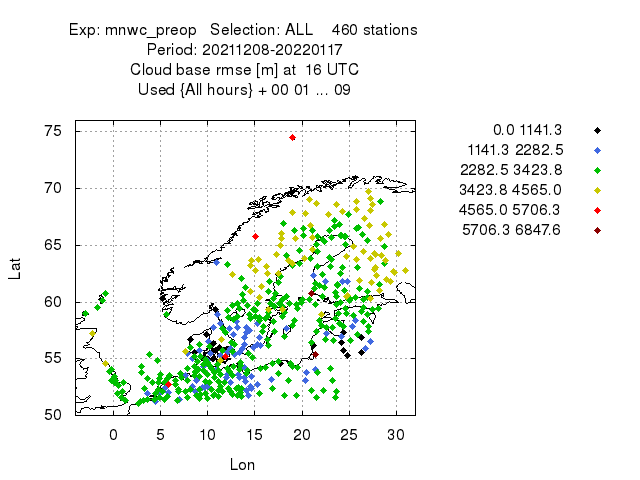 Exp: mnwc_preop   Selection: ALL    460 stations
Period: 20211208-20220117
Cloud base rmse [m] at  16 UTC
Used {All hours} + 00 01 ... 09
0.0 1141.3
1141.3 2282.5
2282.5 3423.8
3423.8 4565.0
4565.0 5706.3
5706.3 6847.6
75
70
65
60
55
50
Lat
0 5 10 15 20 25 30
Lon